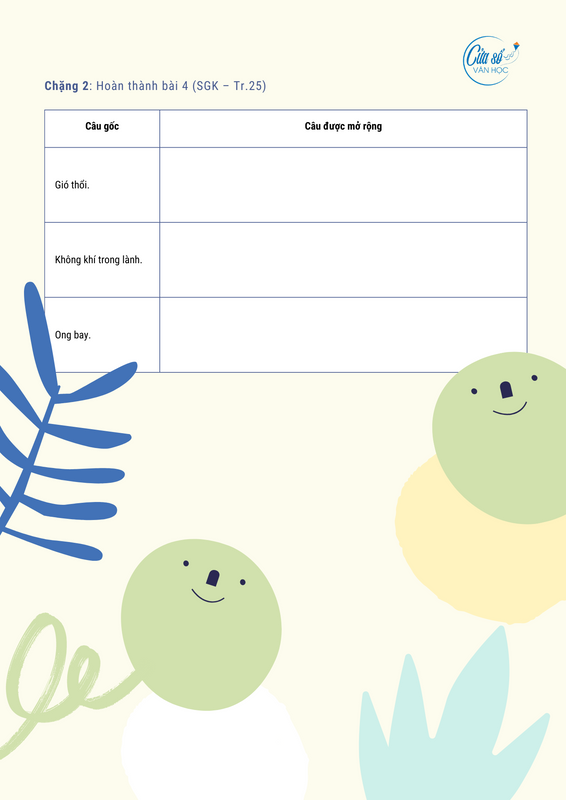 Cửa sổ
VĂN HỌC
Chặng 2: Hoàn thành bài 4 (SGK – Tr.25)
Câu gốc
Câu được mở rộng
Gió thổi.
Không khí trong lành.
Ong bay.